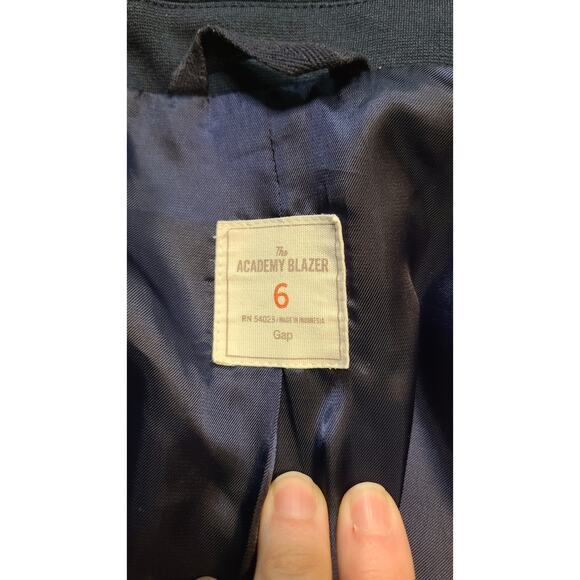 The
ACADEMY BLAZER
6
RN 54023 / MADE IN INDONESIA
Gap